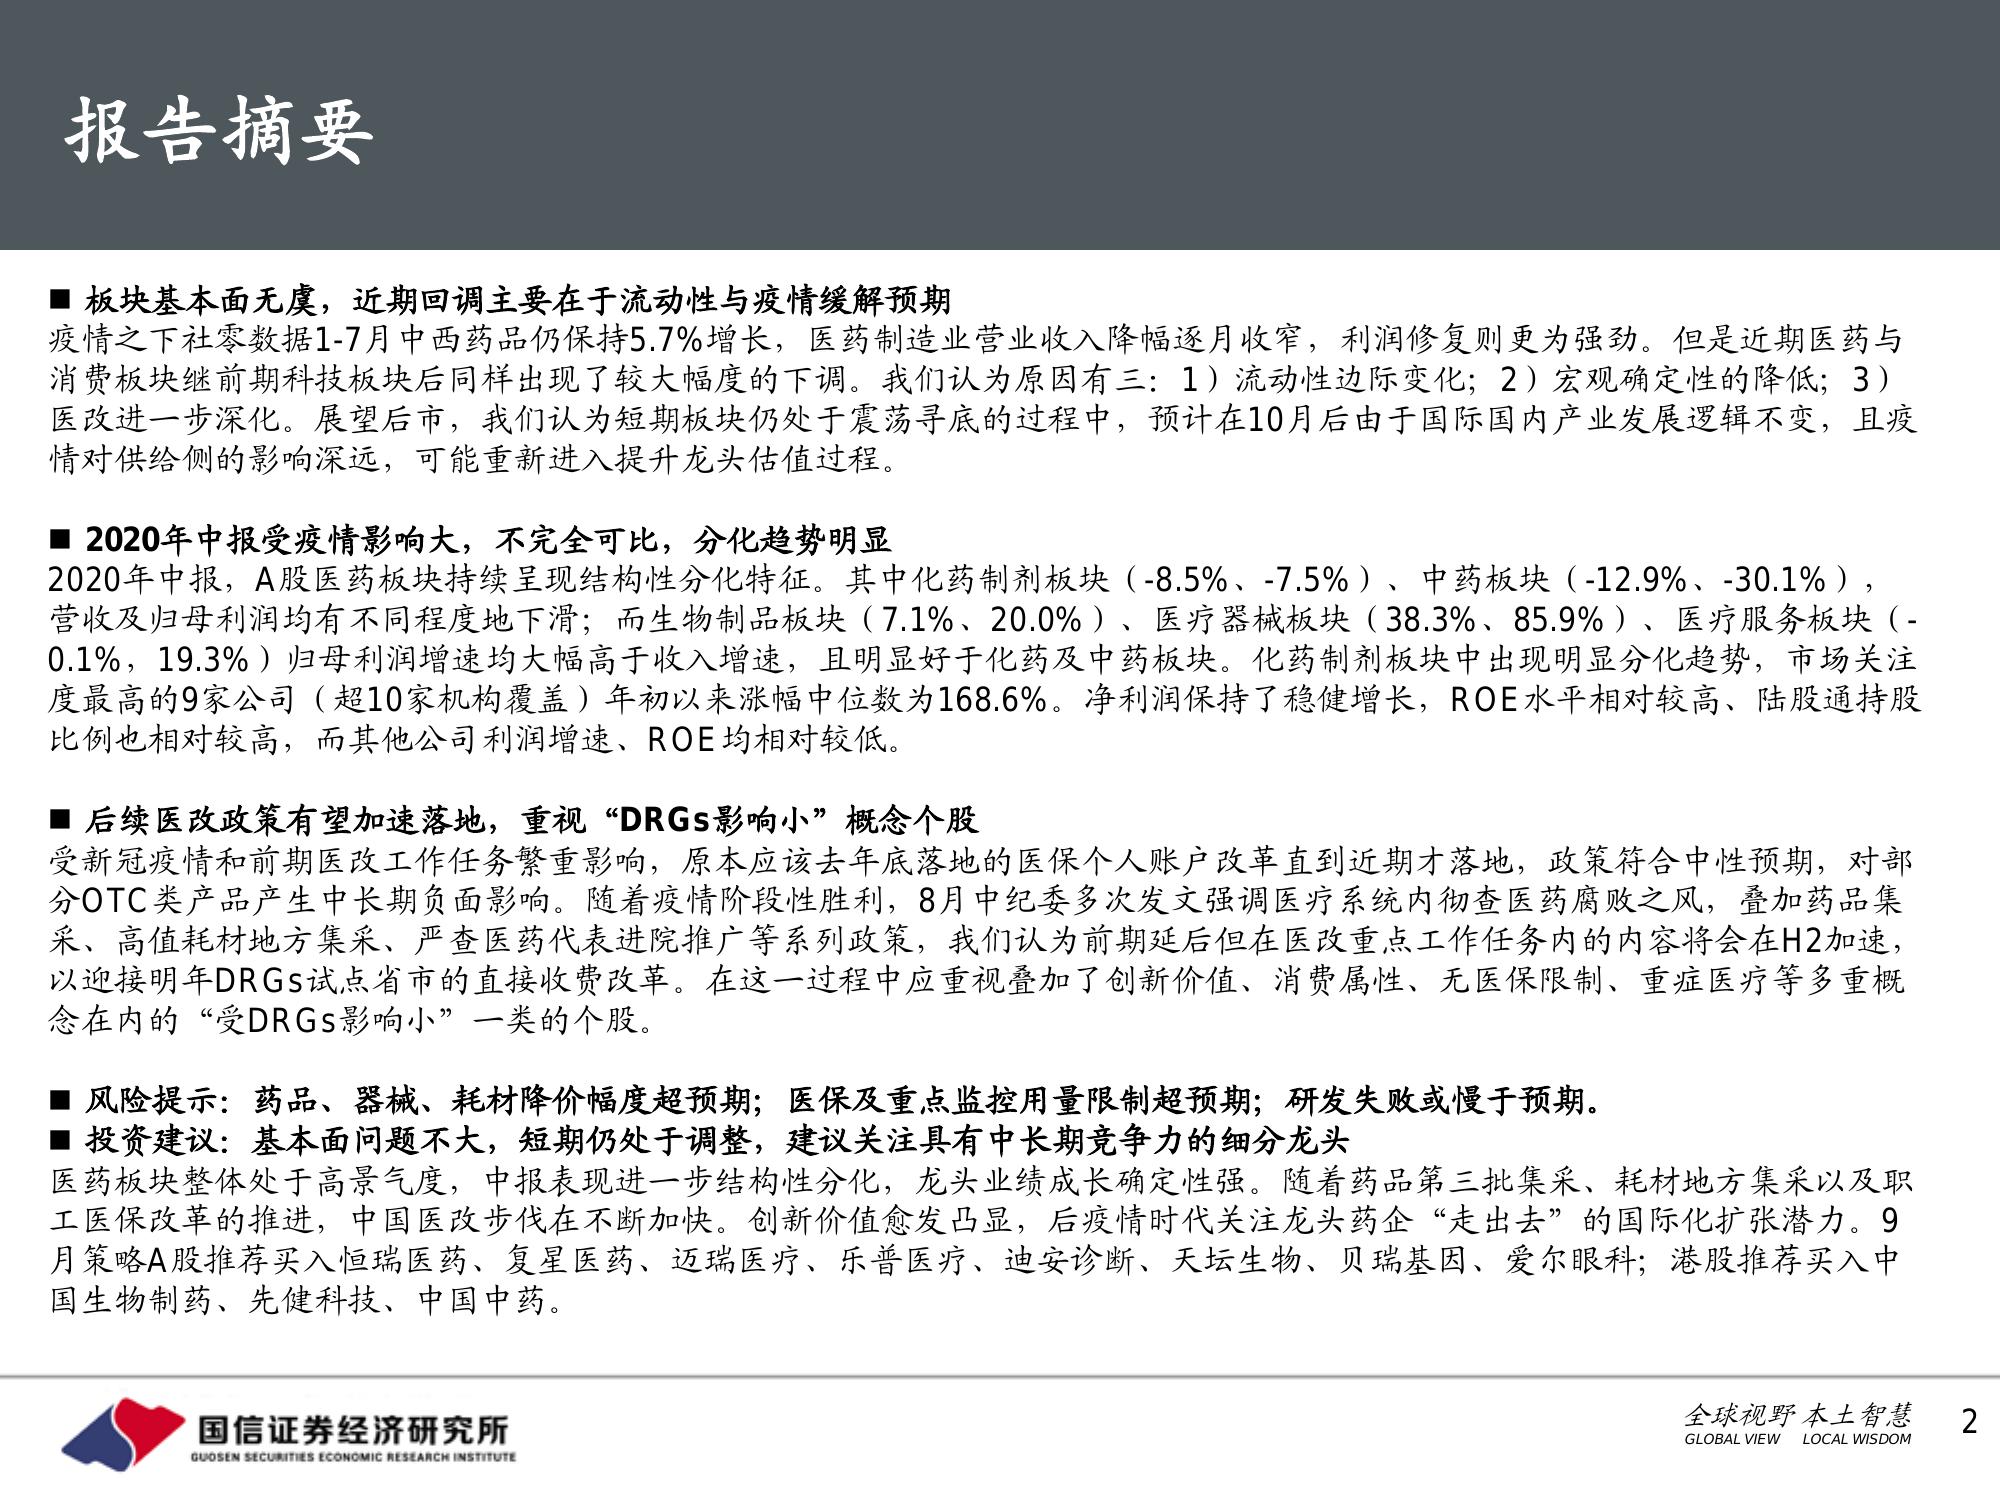 报告摘要
■ 板块基本面无虞，近期回调主要在于流动性与疫情缓解预期
疫情之下社零数据1-7月中西药品仍保持5.7%增长，医药制造业营业收入降幅逐月收窄，利润修复则更为强劲。但是近期医药与
消费板块继前期科技板块后同样出现了较大幅度的下调。我们认为原因有三：1）流动性边际变化；2）宏观确定性的降低；3）
医改进一步深化。展望后市，我们认为短期板块仍处于震荡寻底的过程中，预计在10月后由于国际国内产业发展逻辑不变，且疫
情对供给侧的影响深远，可能重新进入提升龙头估值过程。
■ 2020年中报受疫情影响大，不完全可比，分化趋势明显
2020年中报，A股医药板块持续呈现结构性分化特征。其中化药制剂板块（-8.5%、-7.5%）、中药板块（-12.9%、-30.1%），
营收及归母利润均有不同程度地下滑；而生物制品板块（7.1%、20.0%）、医疗器械板块（38.3%、85.9%）、医疗服务板块（-
0.1%，19.3%）归母利润增速均大幅高于收入增速，且明显好于化药及中药板块。化药制剂板块中出现明显分化趋势，市场关注
度最高的9家公司（超10家机构覆盖）年初以来涨幅中位数为168.6%。净利润保持了稳健增长，ROE水平相对较高、陆股通持股
比例也相对较高，而其他公司利润增速、ROE均相对较低。
■ 后续医改政策有望加速落地，重视“DRGs影响小”概念个股
受新冠疫情和前期医改工作任务繁重影响，原本应该去年底落地的医保个人账户改革直到近期才落地，政策符合中性预期，对部
分OTC类产品产生中长期负面影响。随着疫情阶段性胜利，8月中纪委多次发文强调医疗系统内彻查医药腐败之风，叠加药品集
采、高值耗材地方集采、严查医药代表进院推广等系列政策，我们认为前期延后但在医改重点工作任务内的内容将会在H2加速，
以迎接明年DRGs试点省市的直接收费改革。在这一过程中应重视叠加了创新价值、消费属性、无医保限制、重症医疗等多重概
念在内的“受DRGs影响小”一类的个股。
■ 风险提示：药品、器械、耗材降价幅度超预期；医保及重点监控用量限制超预期；研发失败或慢于预期。
■ 投资建议：基本面问题不大，短期仍处于调整，建议关注具有中长期竞争力的细分龙头
医药板块整体处于高景气度，中报表现进一步结构性分化，龙头业绩成长确定性强。随着药品第三批集采、耗材地方集采以及职
工医保改革的推进，中国医改步伐在不断加快。创新价值愈发凸显，后疫情时代关注龙头药企“走出去”的国际化扩张潜力。9
月策略A股推荐买入恒瑞医药、复星医药、迈瑞医疗、乐普医疗、迪安诊断、天坛生物、贝瑞基因、爱尔眼科；港股推荐买入中
国生物制药、先健科技、中国中药。
国信证券经济研究所
GUOSEN SECURITIES ECONOMIC RESEARCH INSTITUTE
全球视野 本土智慧
GLOBAL VIEW LOCAL WISDOM
2